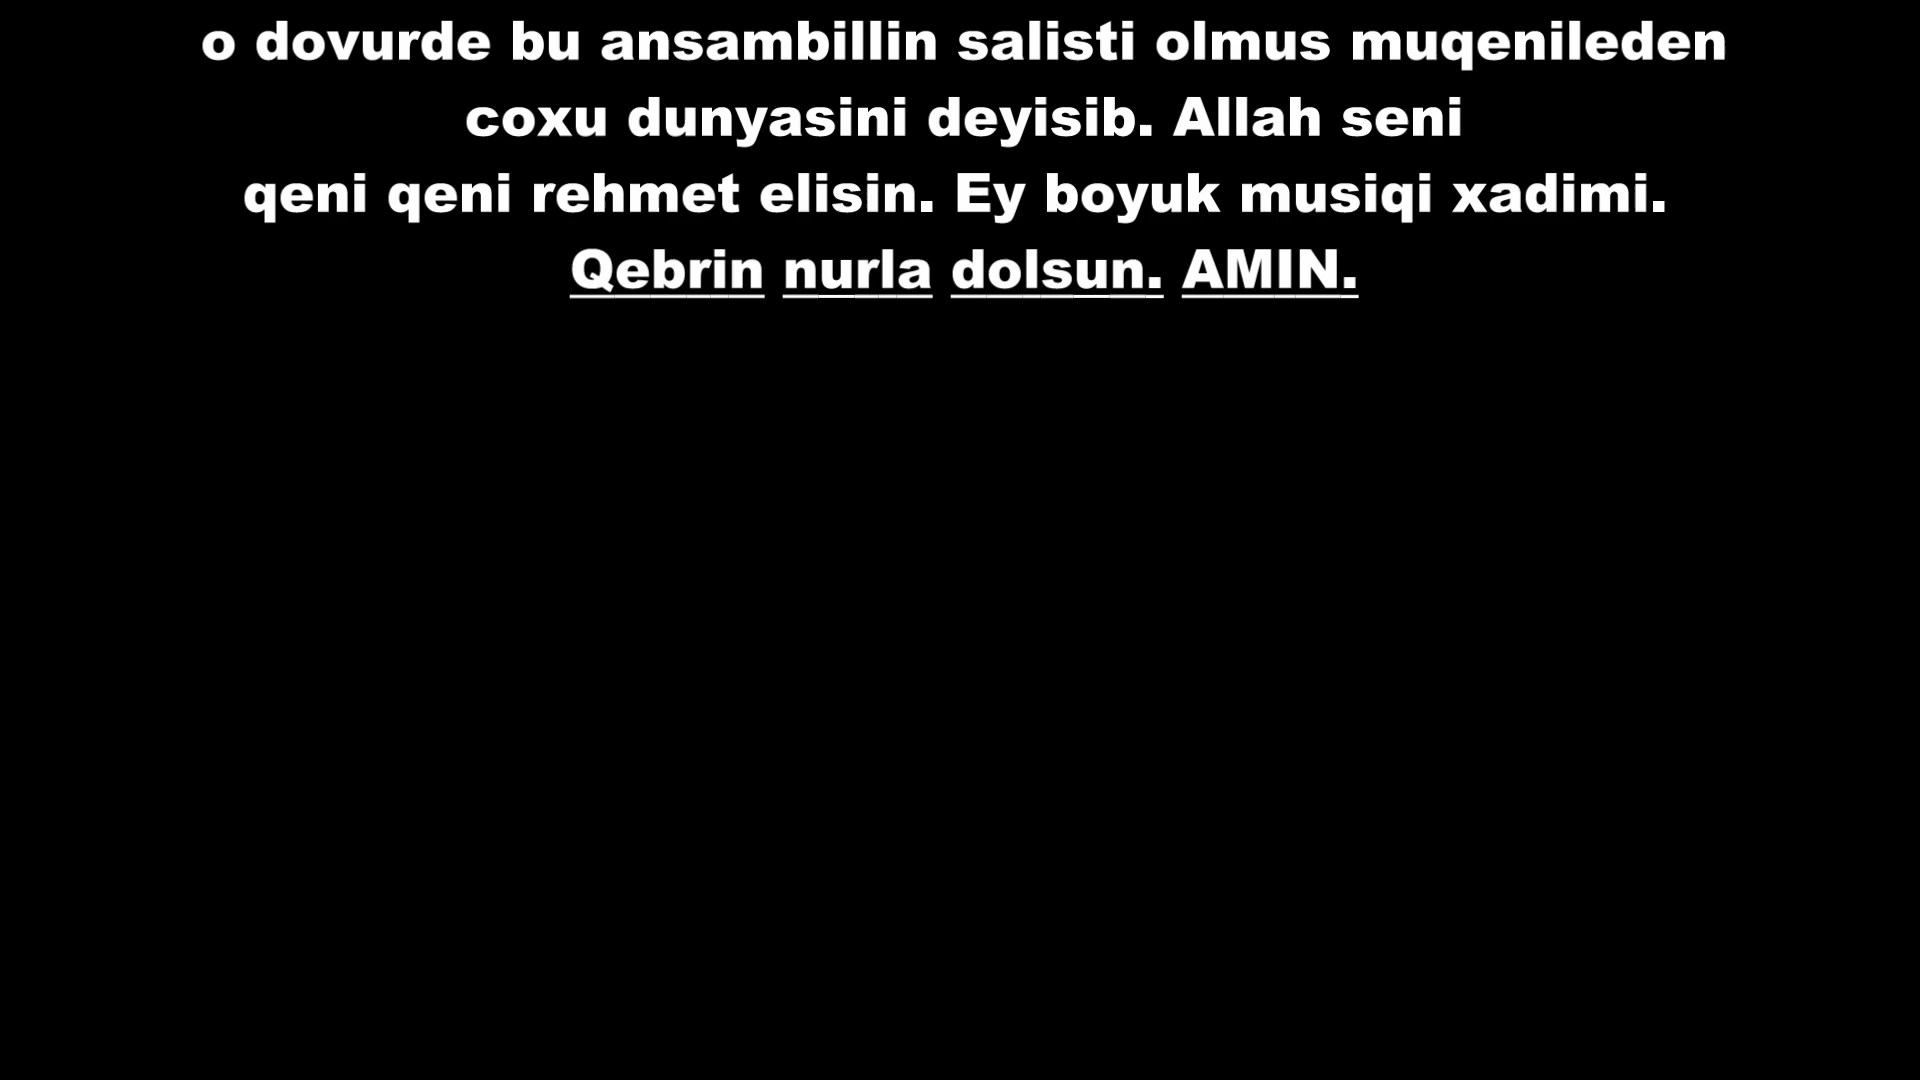 o dovurde bu ansambillin salisti olmus muqenileden
coxu dunyasini deyisib. Allah seni
qeni qeni rehmet elisin. Ey boyuk musiqi xadimi.
Qebrin nurla dolsun. AMIN.